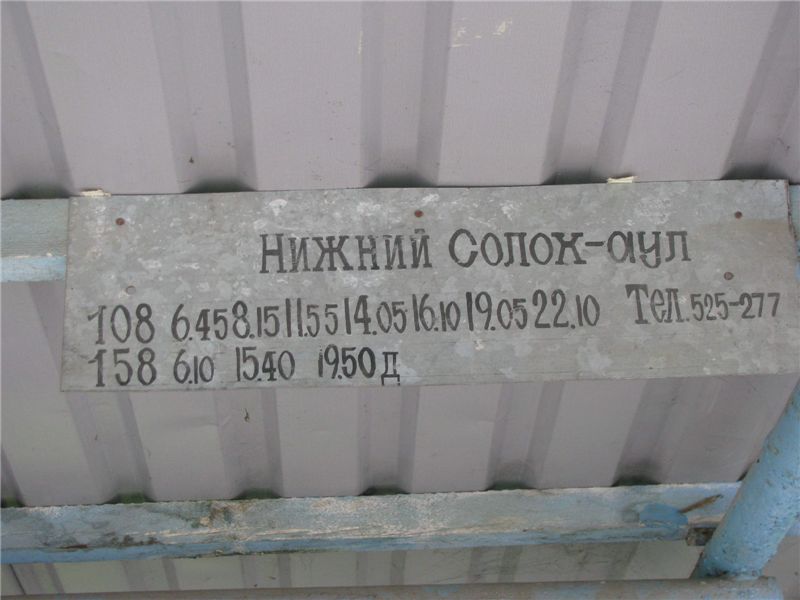 Нижний Солох-аул
108 6.45 8.15 11.55 14.05 16.10 19.05 22.10 Тел. 525-277
158 6.10 15.40 19.50 Д